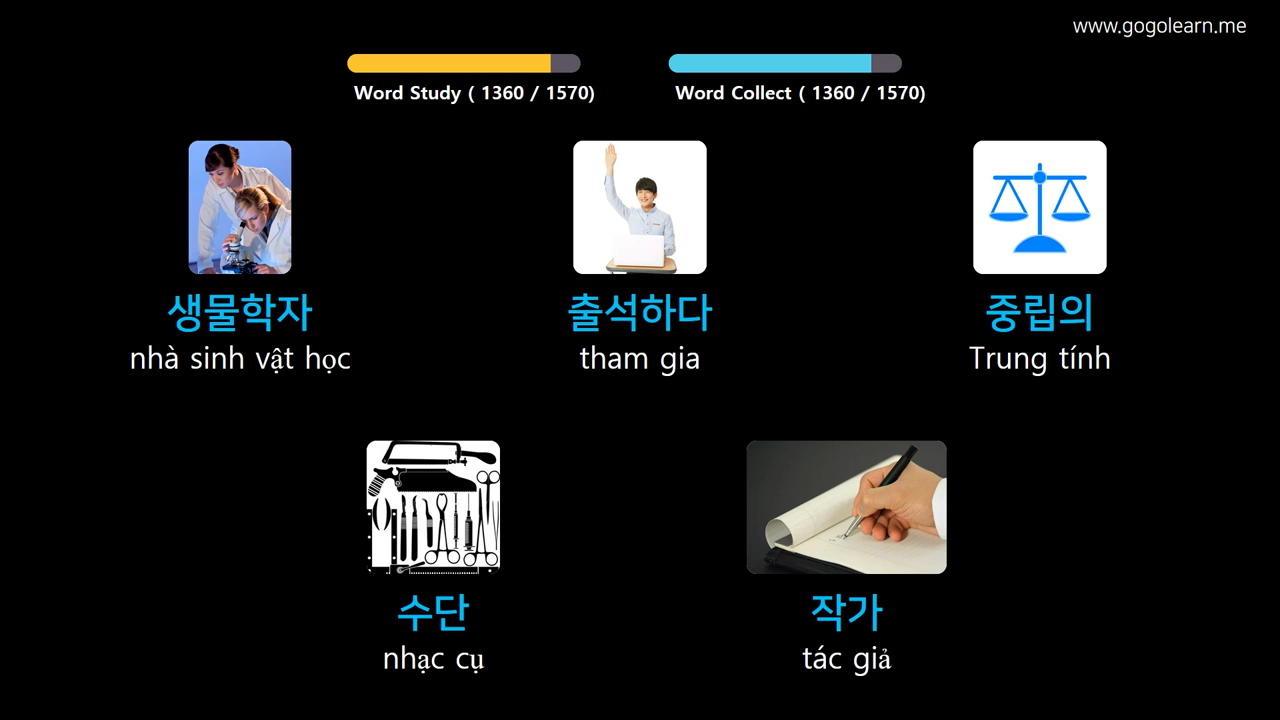 www.gogolearn.me
Word Study ( 1360 / 1570)
Word Collect ( 1360 / 1570)
생물학자
nhà sinh vật học
출석하다
tham gia
중립의
Trung tính
수단
nhạc cụ
작가
tác giả